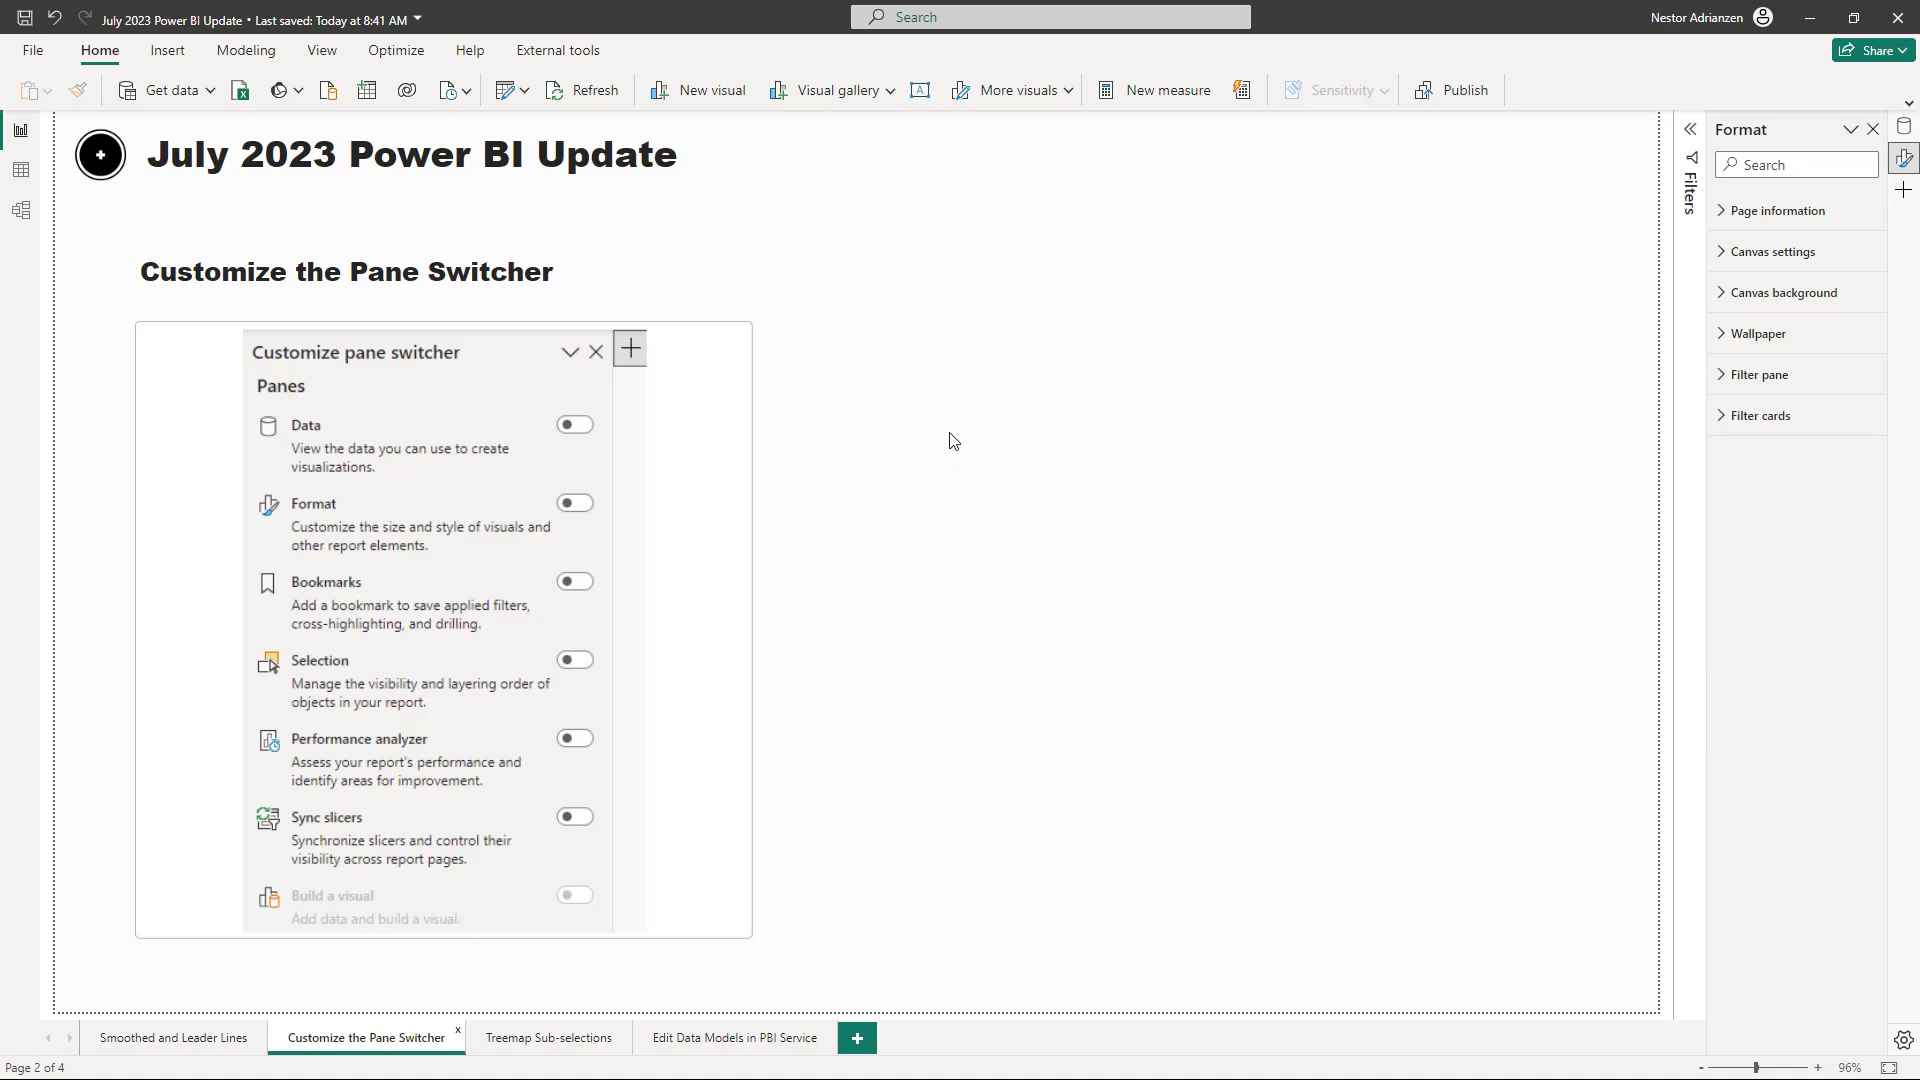 July 2023 Power BI Update • Last saved: Today at 8:41 AM
Search
Nestor Adrianzen
File
Home
Insert
Modeling
View
Optimize
Help
External tools
Share
Get data
Refresh
New visual
Visual gallery
More visuals
New measure
Sensitivity
Publish
July 2023 Power BI Update
Customize the Pane Switcher
Customize pane switcher
Panes
Data
View the data you can use to create
visualizations.
Format
Customize the size and style of visuals and
other report elements.
Bookmarks
Add a bookmark to save applied filters,
cross-highlighting, and drilling.
Selection
Manage the visibility and layering order of
objects in your report.
Performance analyzer
Assess your report's performance and
identify areas for improvement.
Sync slicers
Synchronize slicers and control their
visibility across report pages.
Build a visual
Add data and build a visual.
Filters
Format
Search
Page information
Canvas settings
Canvas background
Wallpaper
Filter pane
Filter cards
Smoothed and Leader Lines
Customize the Pane Switcher
x
Treemap Sub-selections
Edit Data Models in PBI Service
Page 2 of 4
96%